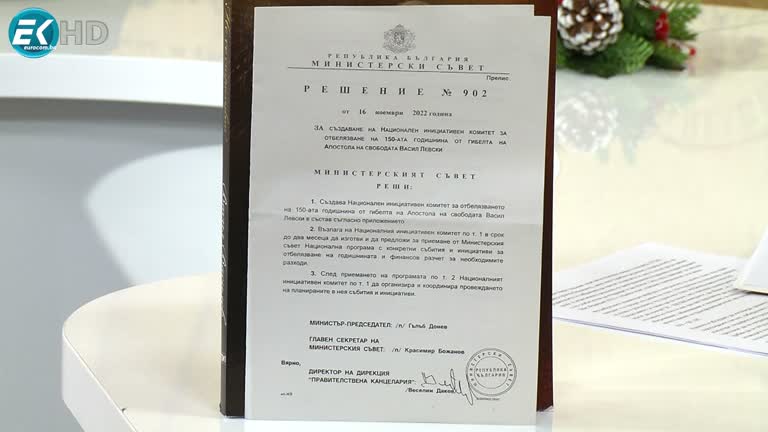 EK HD
eurocom.bg
РЕПУБЛИКА БЪЛГАРИЯ
МИНИСТЕРСКИ СЪВЕТ
Препис
РЕШЕНИЕ № 902
от 16 ноември 2022 година
ЗА СЪЗДАВАНЕ НА НАЦИОНАЛЕН ИНИЦИАТИВЕН КОМИТЕТ ЗА
ОТБЕЛЯЗВАНЕ НА 150-АТА ГОДИШНИНА ОТ ГИБЕЛТА НА
АПОСТОЛА НА СВОБОДАТА ВАСИЛ ЛЕВСКИ
МИНИСТЕРСКИЯТ СЪВЕТ
РЕШИ:
1. Създава Национален инициативен комитет за отбелязването
на 150-ата годишнина от гибелта на Апостола на свободата Васил
Левски в състав съгласно приложението.
2. Възлага на Националния инициативен комитет по т. 1 в срок
до два месеца да изготви и да предложи за приемане от Министерския
съвет Национална програма с конкретни събития и инициативи за
отбелязване на годишнината и финансов разчет за необходимите
разходи.
3. След приемането на програмата по т. 2 Националният
инициативен комитет по т. 1 да организира и координира провеждането
на планираните в нея събития и инициативи.
МИНИСТЪР-ПРЕДСЕДАТЕЛ: /п/ Гълъб Донев
ГЛАВЕН СЕКРЕТАР НА
МИНИСТЕРСКИЯ СЪВЕТ: /п/ Красимир Божанов
Вярно,
ДИРЕКТОР НА ДИРЕКЦИЯ
"ПРАВИТЕЛСТВЕНА КАНЦЕЛАРИЯ":
/Веселин Даков/
МИНИСТЕРСКИ СЪВЕТ
РЕПУБЛИКА
БЪЛГАРИЯ